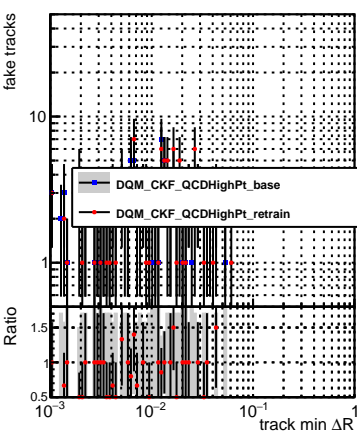 fake tracks
10
DQM_CKF_QCDHighPt_base
DQM_CKF_QCDHighPt_retrain
1
Ratio
1.5
1
0.5
10⁻³ 10⁻² 10⁻¹ 1
track min ΔR